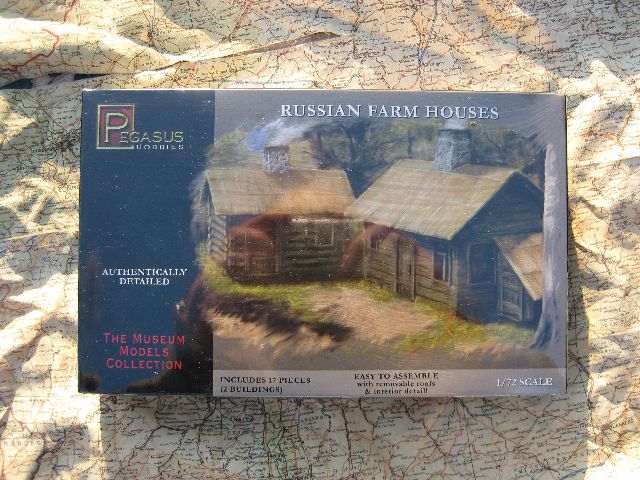 PEGASUS
HOBBIES
RUSSIAN FARM HOUSES
AUTHENTICALLY
DETAILED
THE MUSEUM
MODELS
COLLECTION
INCLUDES 17 PIECES
(2 BUILDINGS)
EASY TO ASSEMBLE
with removable roofs
& interior detail!
1/72 SCALE